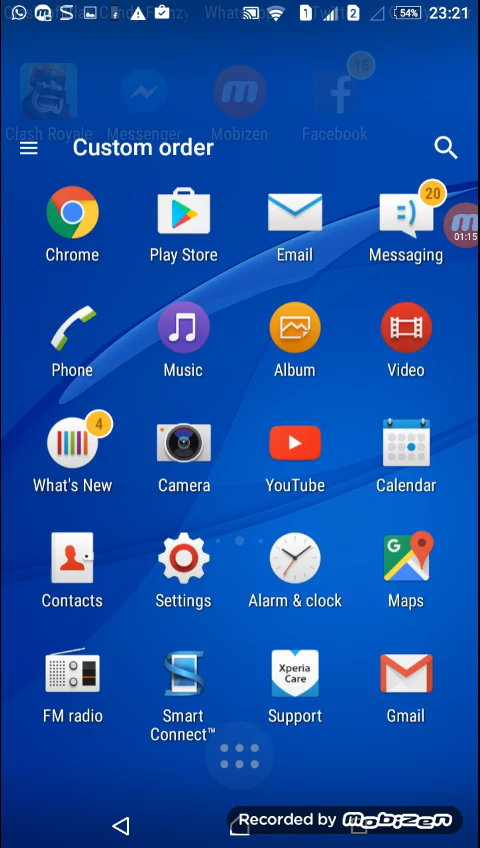 54% 23:21
15
Clash Royale Messenger Mobizen Facebook
Custom order
20
Chrome Play Store Email Messaging
01:15
Phone Music Album Video
4
What's New Camera YouTube Calendar
Contacts Settings Alarm & clock Maps
FM radio Smart Connect™ Support Gmail
Xperia Care
Recorded by Mobizen